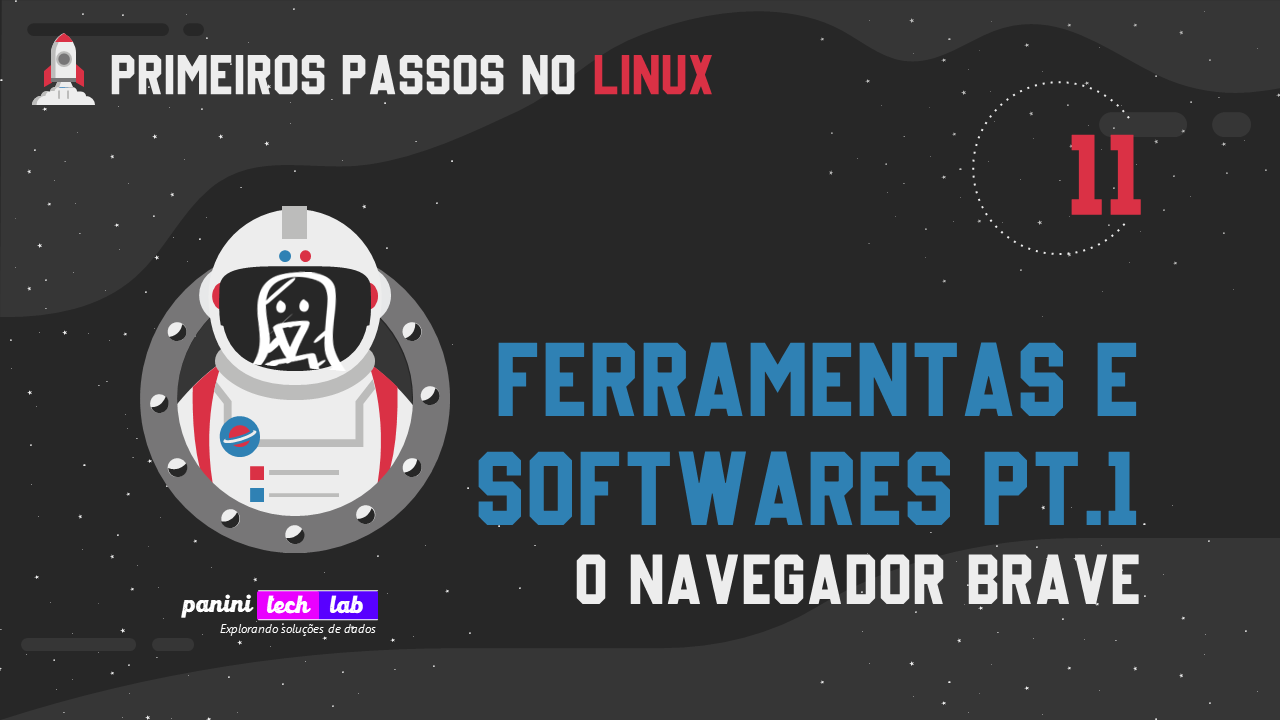 PRIMEIROS PASSOS NO LINUX
11
FERRAMENTAS E
SOFTWARES PT.1
O NAVEGADOR BRAVE
panini tech lab
Explorando soluções de dados